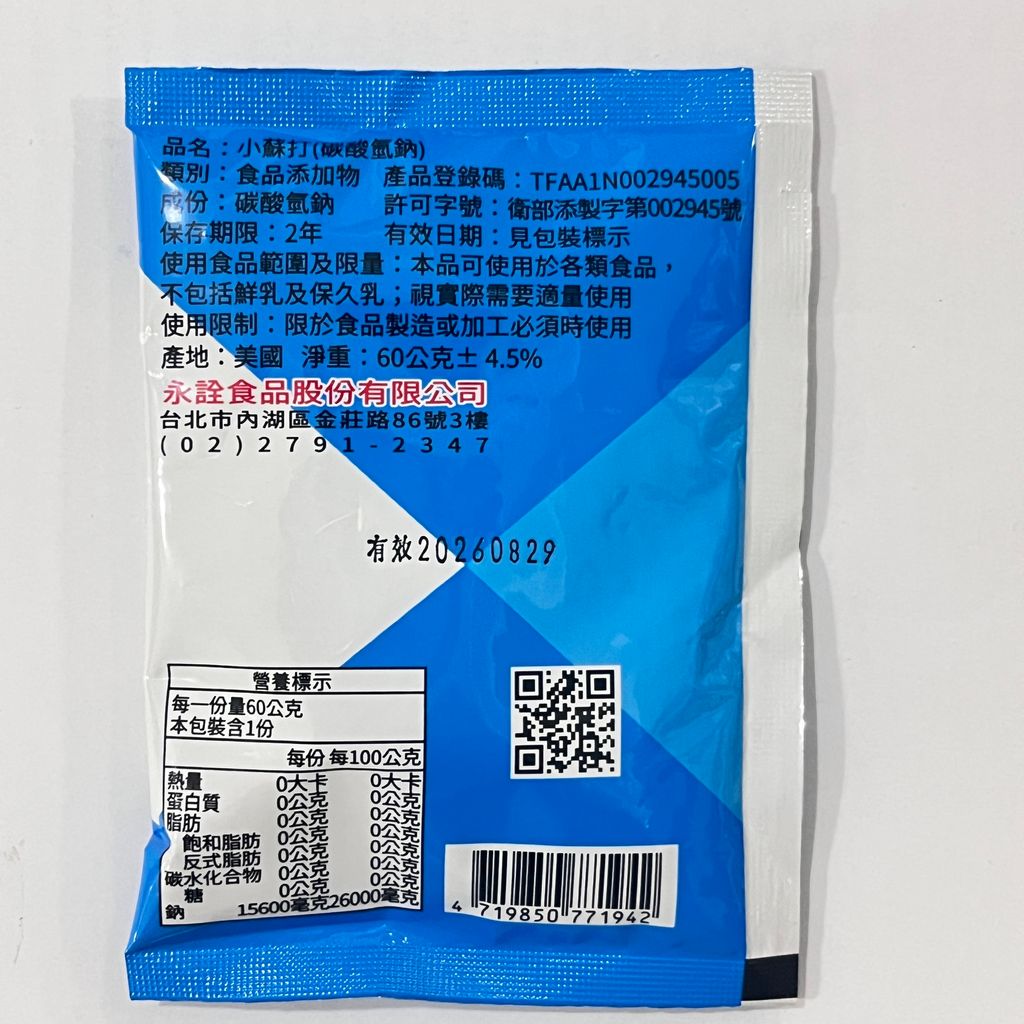 品名：小蘇打(碳酸氫鈉)
類別：食品添加物 產品登錄碼：TFAA1N002945005
成份：碳酸氫鈉 許可字號：衛部添製字第002945號
保存期限：2年 有效日期：見包裝標示
使用食品範圍及限量：本品可使用於各類食品，
不包括鮮乳及保久乳；視實際需要適量使用
使用限制：限於食品製造或加工必須時使用
產地：美國 淨重：60公克± 4.5%
永詮食品股份有限公司
台北市內湖區金莊路86號3樓
(02)2791-2347
有效20260829
營養標示
每一份量60公克
本包裝含1份
每份 每100公克
熱量 0大卡 0大卡
蛋白質 0公克 0公克
脂肪 0公克 0公克
飽和脂肪 0公克 0公克
反式脂肪 0公克 0公克
碳水化合物 0公克 0公克
糖 0公克 0公克
鈉 15600毫克 26000毫克
4 719850 771942